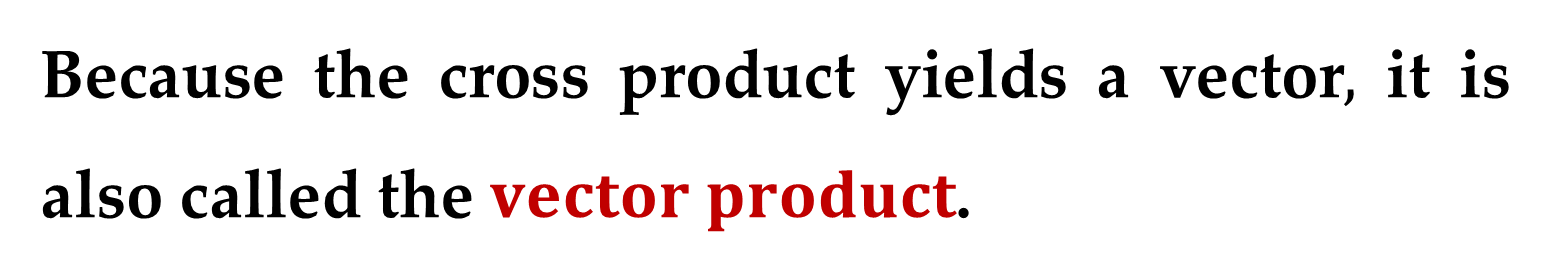 Because the cross product yields a vector, it is
also called the vector product.